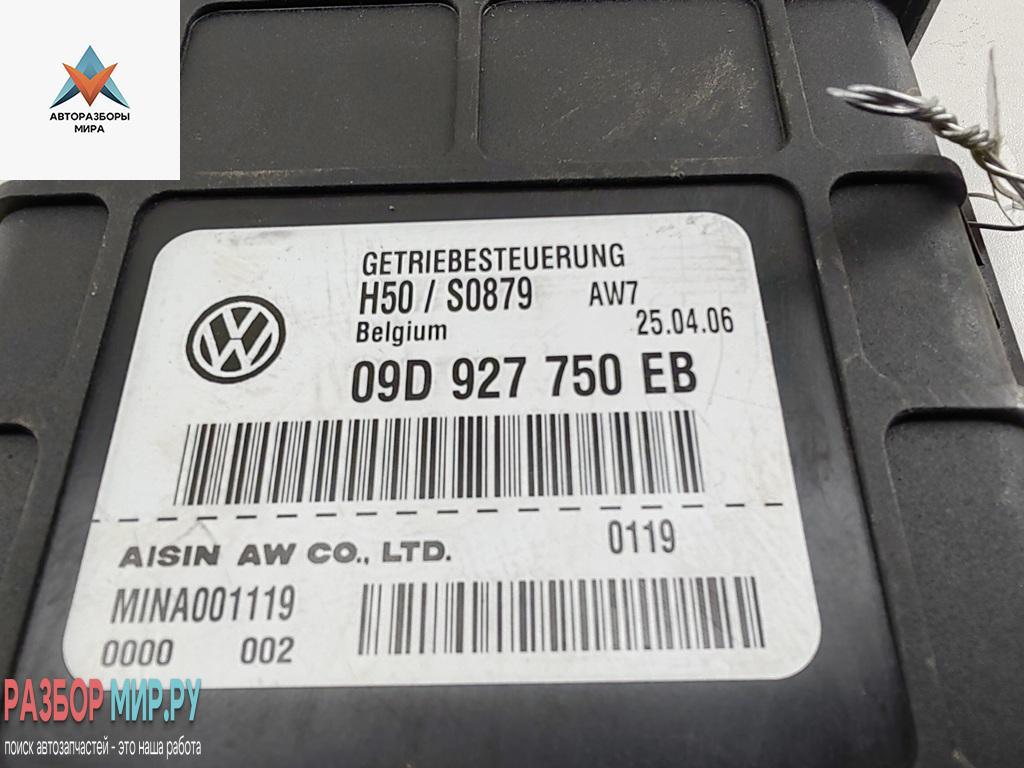 АВТОРАЗБОРЫ
МИРА
GETRIEBESTEUERUNG
H50 / S0879 AW7
Belgium 25.04.06
09D 927 750 EB
AISIN AW CO., LTD. 0119
MINA001119
0000 002
РАЗБОР МИР.РУ
поиск автозапчастей - это наша работа